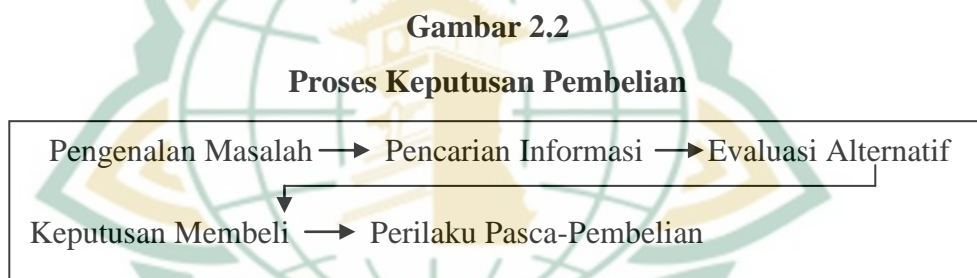 Gambar 2.2
Proses Keputusan Pembelian
Pengenalan Masalah → Pencarian Informasi → Evaluasi Alternatif
Keputusan Membeli → Perilaku Pasca-Pembelian